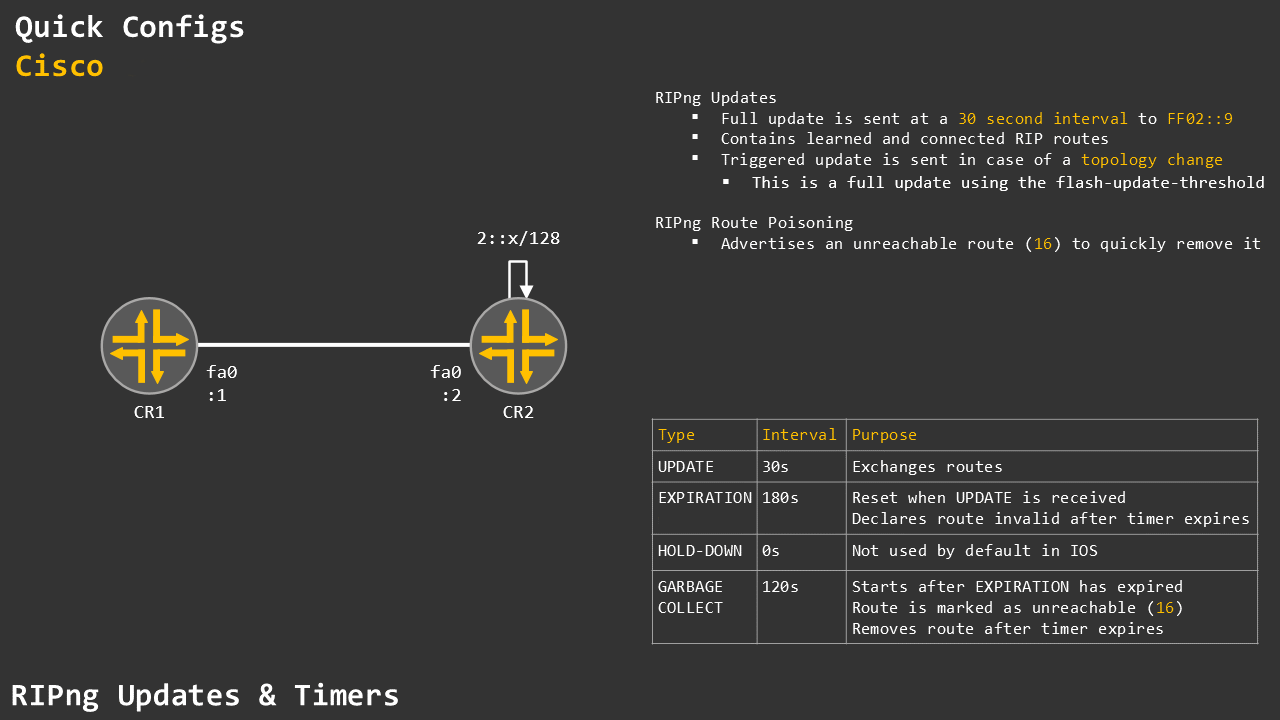 Quick Configs
Cisco
RIPng Updates
▪ Full update is sent at a 30 second interval to FF02::9
▪ Contains learned and connected RIP routes
▪ Triggered update is sent in case of a topology change
▪ This is a full update using the flash-update-threshold
RIPng Route Poisoning
▪ Advertises an unreachable route (16) to quickly remove it
2::x/128
fa0
:1
fa0
:2
CR1
CR2
Type Interval Purpose
UPDATE 30s Exchanges routes
EXPIRATION 180s Reset when UPDATE is received
Declares route invalid after timer expires
HOLD-DOWN 0s Not used by default in IOS
GARBAGE 120s Starts after EXPIRATION has expired
COLLECT Route is marked as unreachable (16)
Removes route after timer expires
RIPng Updates & Timers